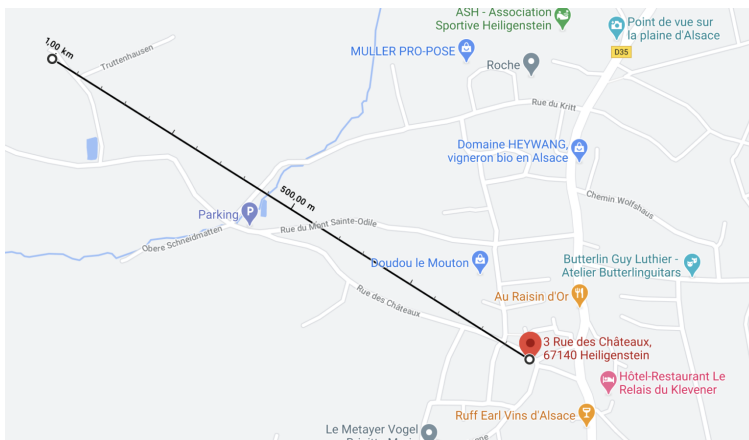 ASH - Association
Sportive Heiligenstein
Point de vue sur
la plaine d'Alsace
1,00 km
Truttenhausen
MULLER PRO-POSE
D35
Roche
Rue du Kritt
Domaine HEYWANG,
vigneron bio en Alsace
500,00 m
Chemin Wolfshaus
Parking
P
Rue du Mont Sainte-Odile
Obere Schneidmatten
Doudou le Mouton
Butterlin Guy Luthier -
Atelier Butterlinguitars
Rue des Châteaux
Au Raisin d'Or
3 Rue des Châteaux,
67140 Heiligenstein
Hôtel-Restaurant Le
Relais du Klevener
Ruff Earl Vins d'Alsace
Le Metayer Vogel